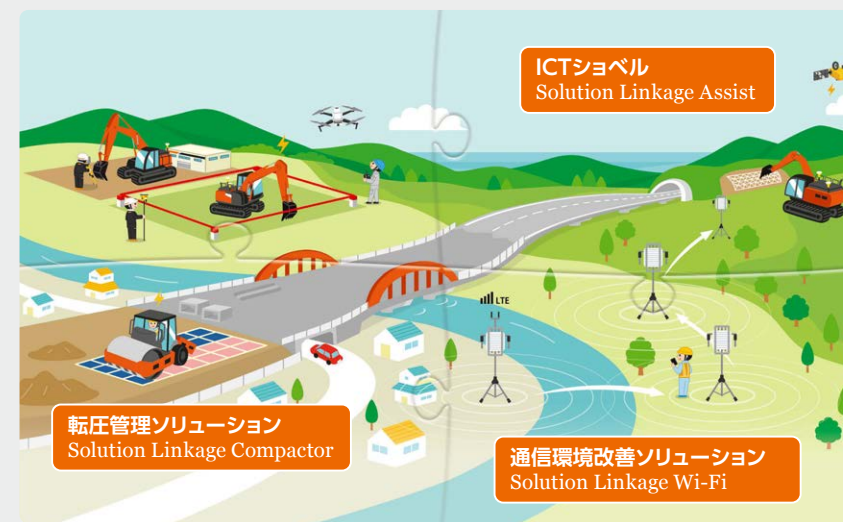 ICTショベル
Solution Linkage Assist
LTE
転圧管理ソリューション
Solution Linkage Compactor
通信環境改善ソリューション
Solution Linkage Wi-Fi